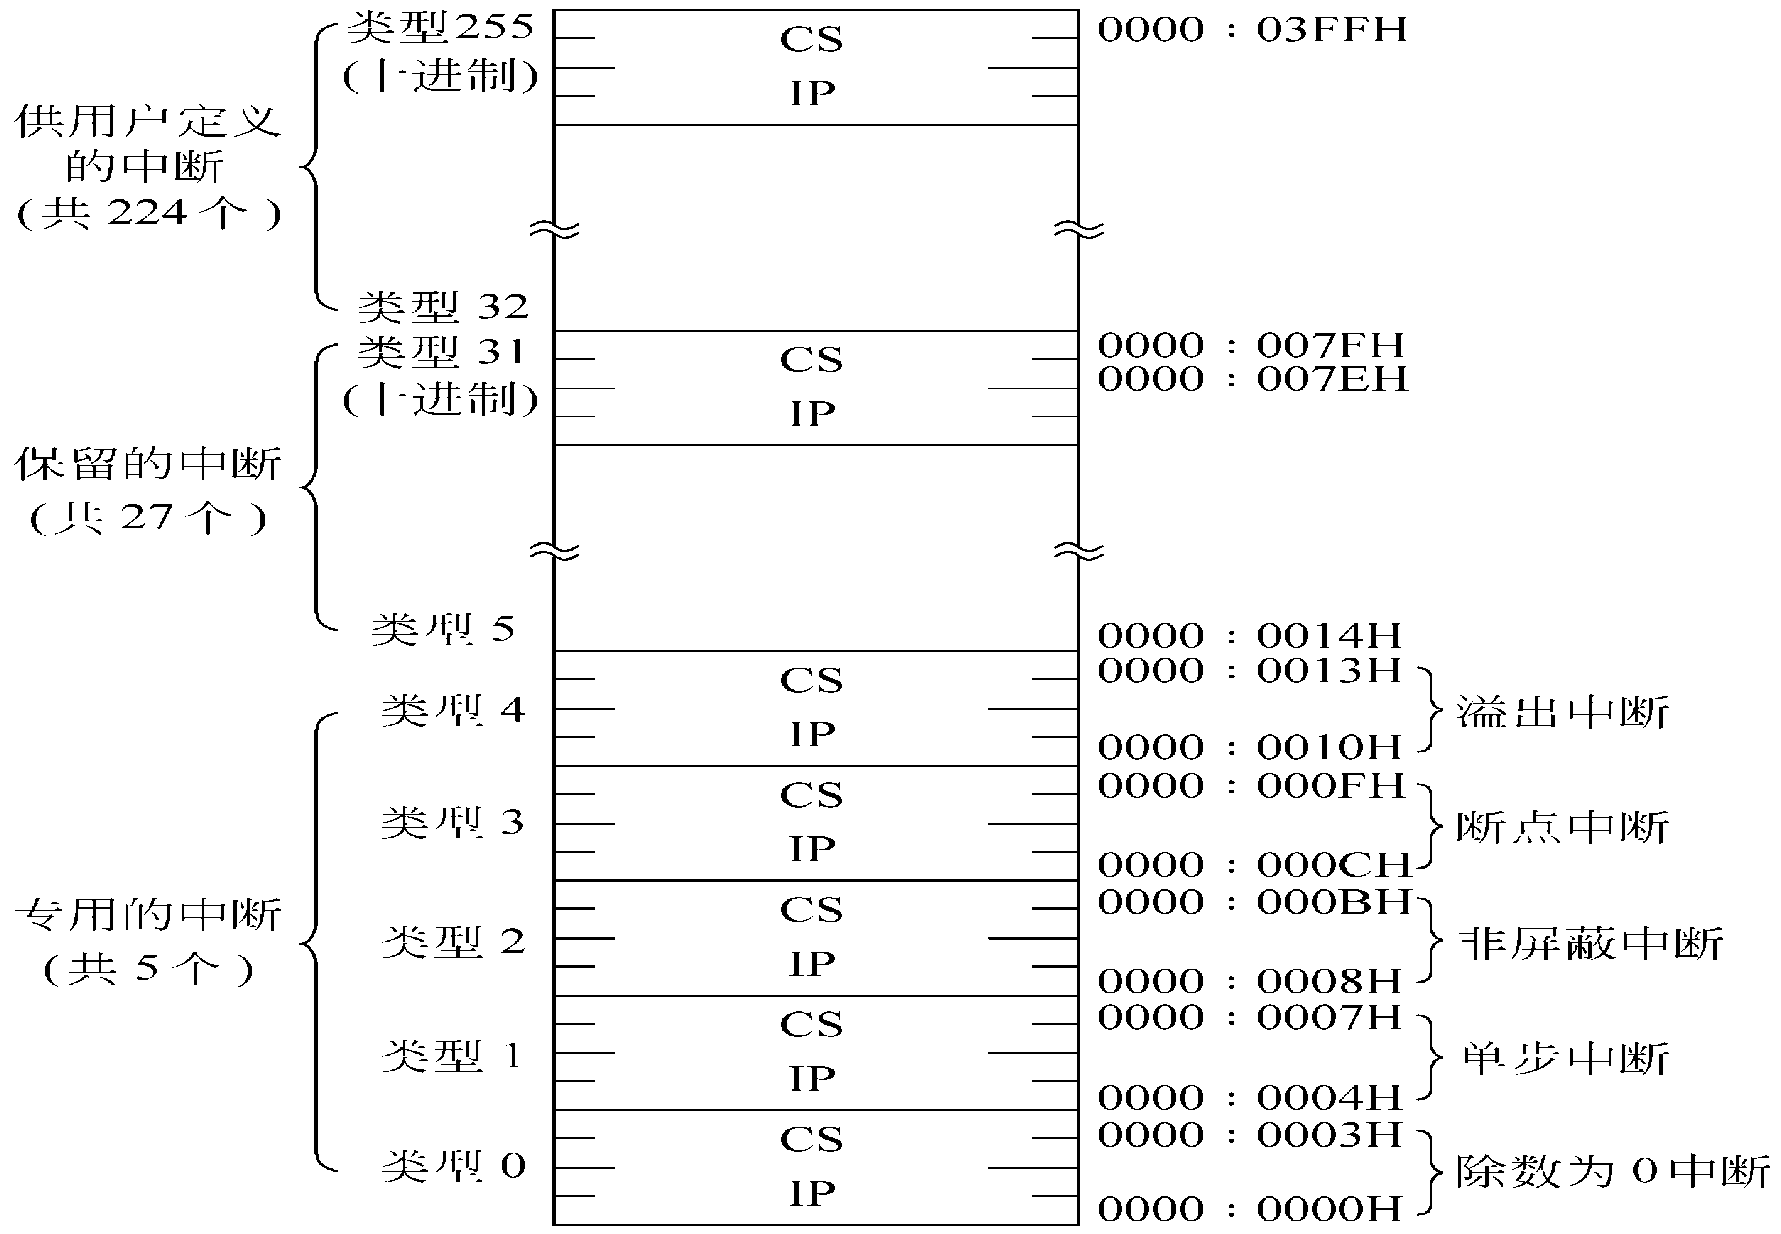 类型255
(十进制)
CS
IP
0000 : 03FFH
供用户定义
的中断
(共 224 个)
类型 32
类型 31
(十进制)
CS
IP
0000 : 007FH
0000 : 007EH
保留的中断
(共 27 个)
类型 5
0000 : 0014H
类型 4
CS
IP
0000 : 0013H
0000 : 0010H
溢出中断
类型 3
CS
IP
0000 : 000FH
0000 : 000CH
断点中断
专用的中断
(共 5 个)
类型 2
CS
IP
0000 : 000BH
0000 : 0008H
非屏蔽中断
类型 1
CS
IP
0000 : 0007H
0000 : 0004H
单步中断
类型 0
CS
IP
0000 : 0003H
0000 : 0000H
除数为 0 中断